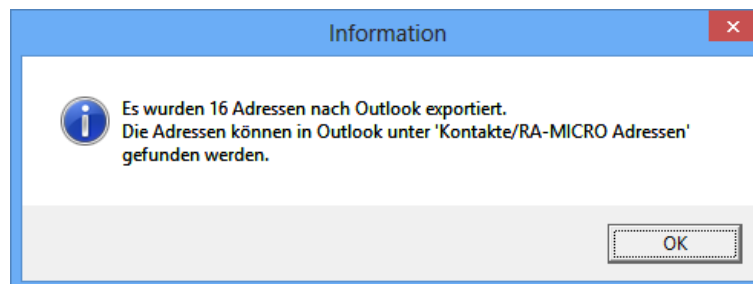 Information
Es wurden 16 Adressen nach Outlook exportiert.
Die Adressen können in Outlook unter 'Kontakte/RA-MICRO Adressen'
gefunden werden.
OK